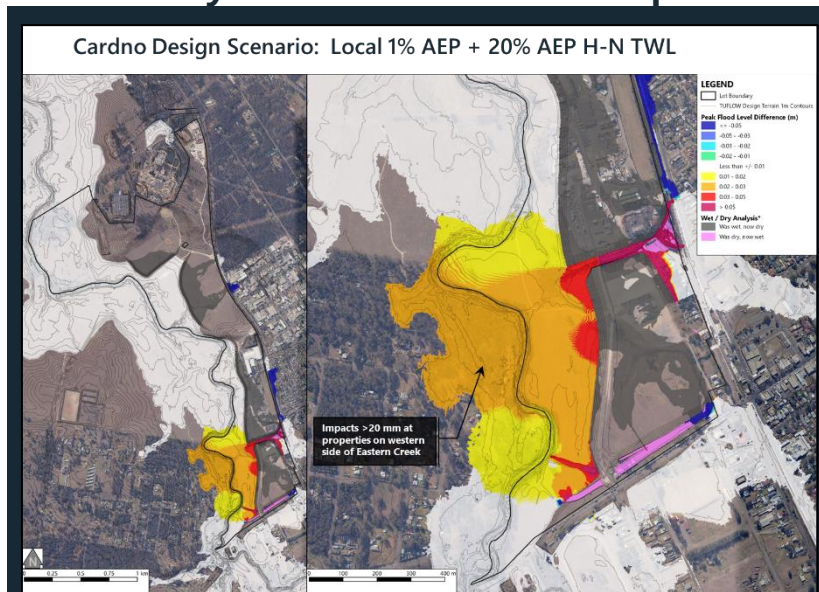 Cardno Design Scenario: Local 1% AEP + 20% AEP H-N TWL
LEGEND
Lot Boundary
TUFLOW Design Terrain 1m Contours
Peak Flood Level Difference (m)
<= -0.05
-0.05 - -0.03
-0.03 - -0.02
-0.02 - -0.01
Less than +/- 0.01
0.01 - 0.02
0.02 - 0.03
0.03 - 0.05
> 0.05
Wet / Dry Analysis*
Was wet, now dry
Was dry, now wet
Impacts >20 mm at
properties on western
side of Eastern Creek
0 0.25 0.5 0.75 1 km
0 100 200 300 400 m